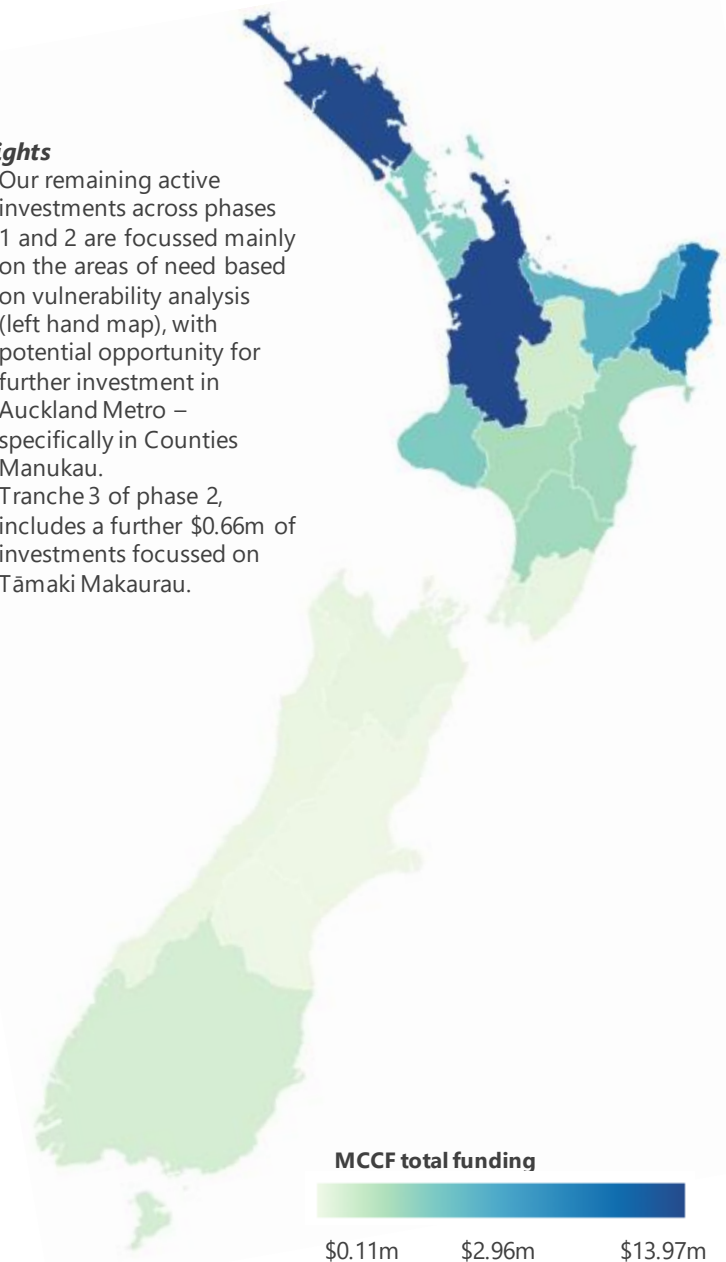 ights
Our remaining active
investments across phases
1 and 2 are focussed mainly
on the areas of need based
on vulnerability analysis
(left hand map), with
potential opportunity for
further investment in
Auckland Metro –
specifically in Counties
Manukau.
Tranche 3 of phase 2,
includes a further $0.66m of
investments focussed on
Tāmaki Makaurau.
MCCF total funding
$0.11m $2.96m $13.97m